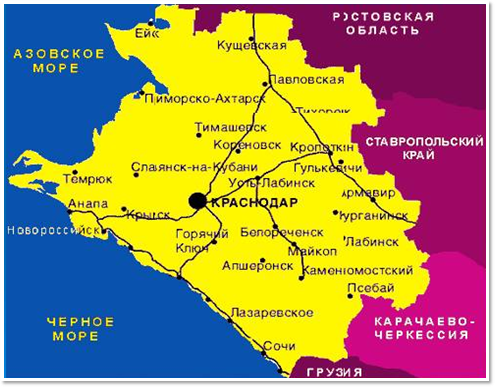 РОСТОВСКАЯ
ОБЛАСТЬ
Ейск
Кущевская
АЗОВСКОЕ
МОРЕ
Павловская
Приморско-Ахтарск
Тихорецк
Тимашевск
Кореновск
Кропоткин
СТАВРОПОЛЬСКИЙ
КРАЙ
Славянск-на-Кубани
Гулькевичи
Темрюк
Усть-Лабинск
Армавир
Анапа
КРАСНОДАР
Крымск
Курганинск
Новороссийск
Горячий
Ключ
Белореченск
Лабинск
Майкоп
Апшеронск
Каменномостский
Псебай
Лазаревское
ЧЕРНОЕ
МОРЕ
КАРАЧАЕВО-
ЧЕРКЕССИЯ
Сочи
ГРУЗИЯ